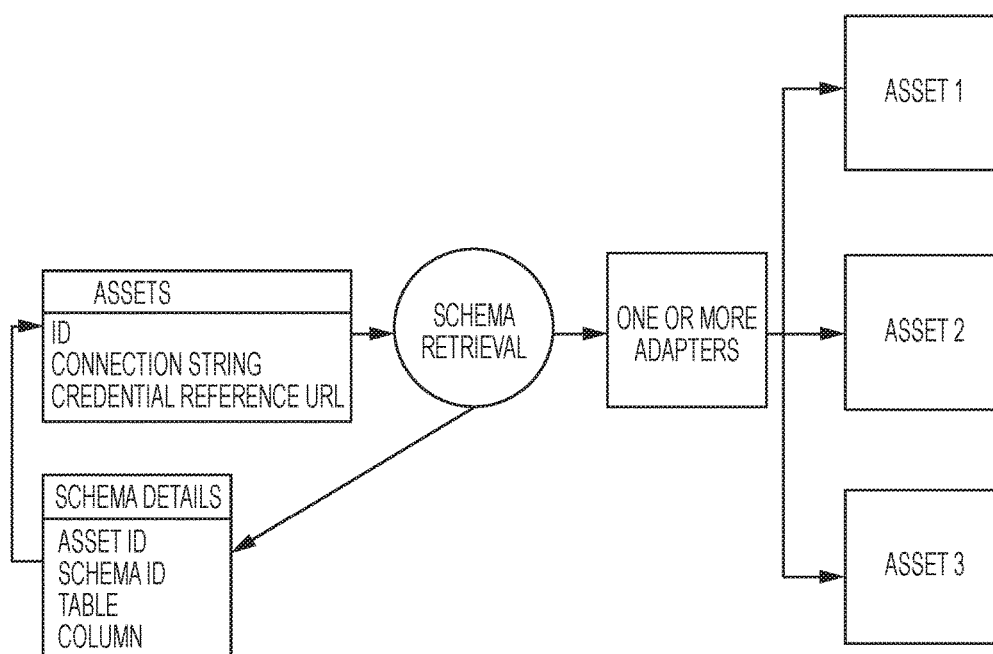 ASSETS
ID
CONNECTION STRING
CREDENTIAL REFERENCE URL
SCHEMA DETAILS
ASSET ID
SCHEMA ID
TABLE
COLUMN
SCHEMA
RETRIEVAL
ONE OR MORE
ADAPTERS
ASSET 1
ASSET 2
ASSET 3